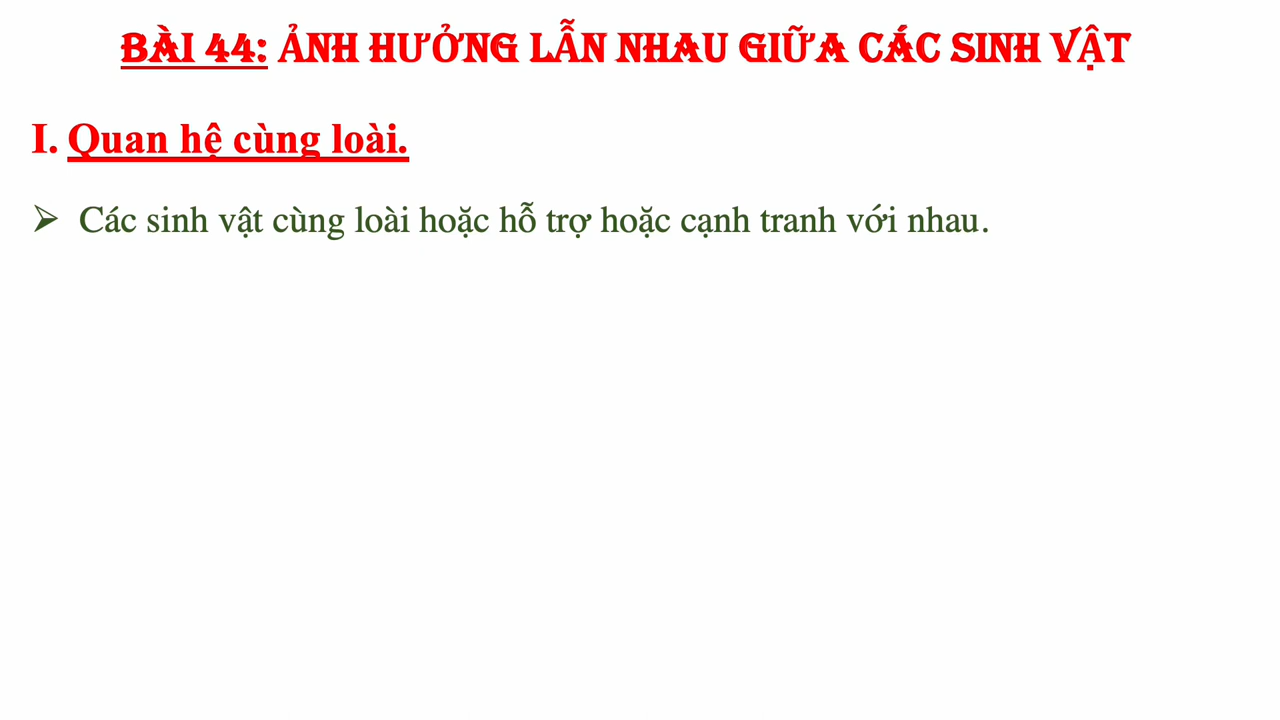 BÀI 44: ẢNH HƯỞNG LẪN NHAU GIỮA CÁC SINH VẬT
I. Quan hệ cùng loài.
➢ Các sinh vật cùng loài hoặc hỗ trợ hoặc cạnh tranh với nhau.